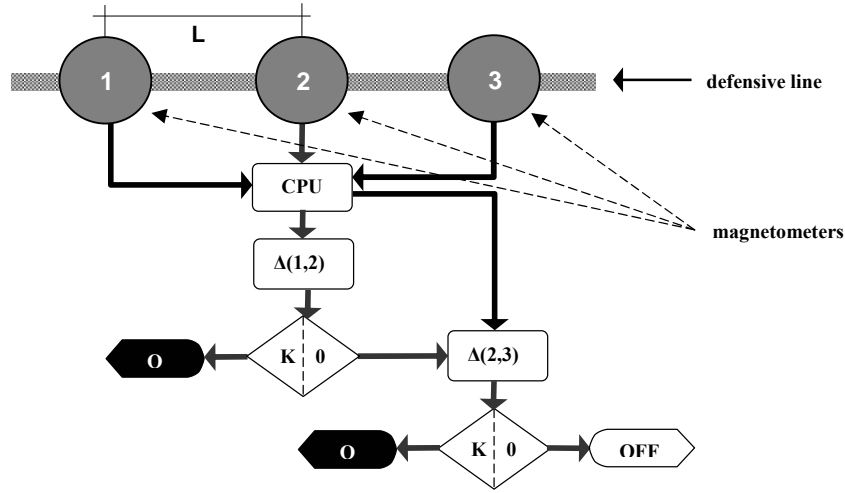 L
1
2
3
defensive line
CPU
magnetometers
Δ(1,2)
K 0
O
Δ(2,3)
K 0
O
OFF